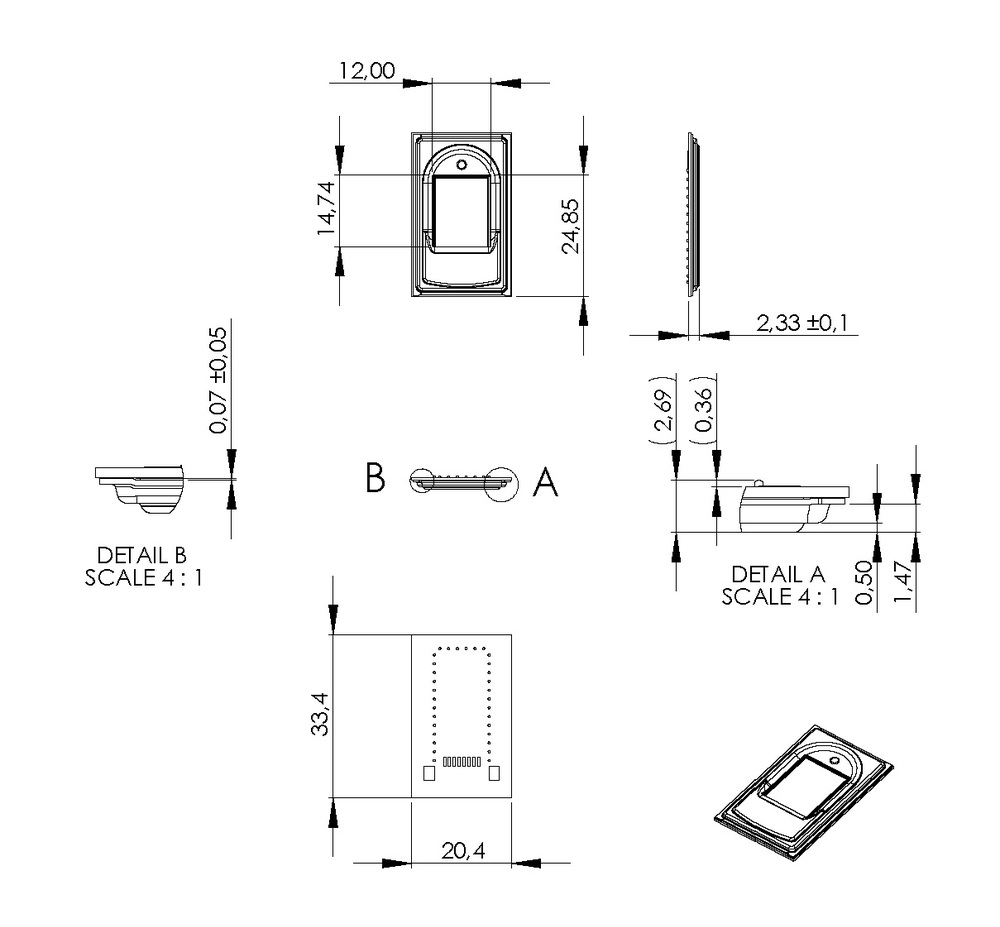 12,00
14,74
24,85
2,33 ±0,1
0,07 ±0,05
(2,69)
(0,36)
B
A
DETAIL B
SCALE 4 : 1
DETAIL A
SCALE 4 : 1
0,50
1,47
33,4
20,4